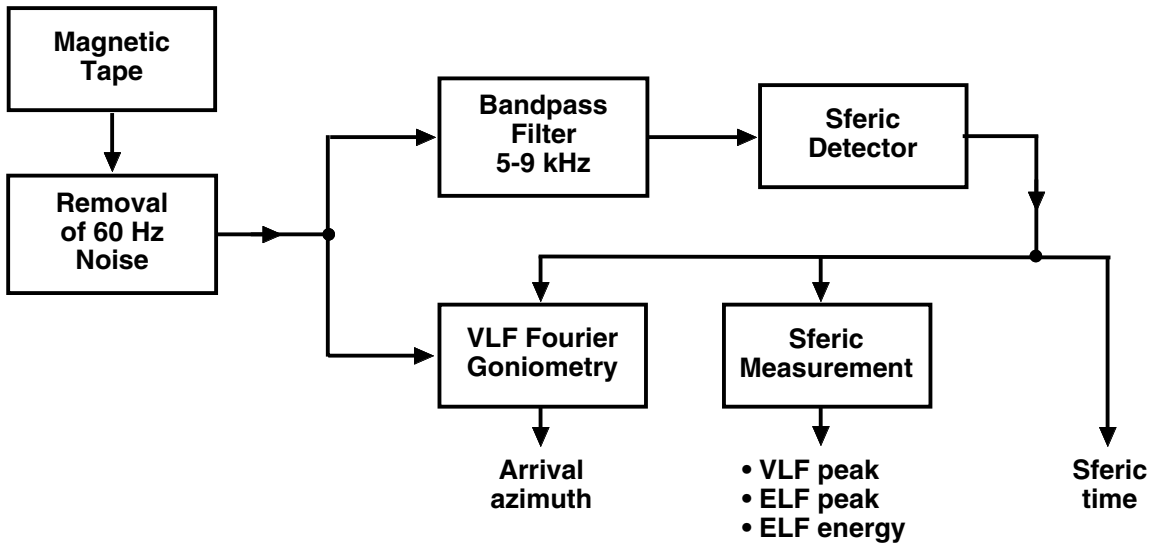 Magnetic
Tape
Removal
of 60 Hz
Noise
Bandpass
Filter
5-9 kHz
Sferic
Detector
VLF Fourier
Goniometry
Sferic
Measurement
Arrival
azimuth
• VLF peak
• ELF peak
• ELF energy
Sferic
time